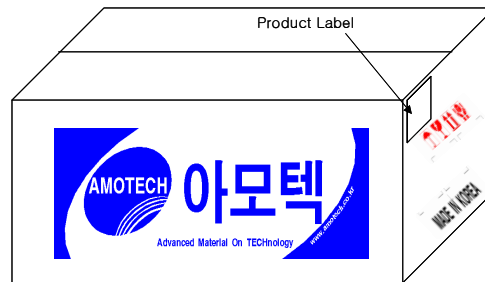 Product Label
AMOTECH
아모텍
Advanced Material On TECHnology
www.amotech.co.kr
MADE IN KOREA